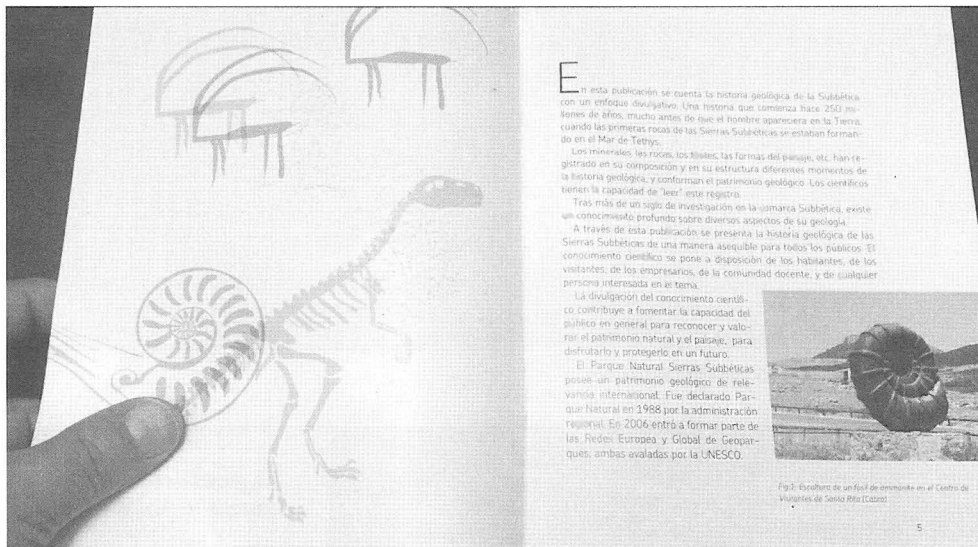 En esta publicación se cuenta la historia geológica de la Subbética
con un enfoque divulgativo. Una historia que comienza hace 250 mi-
llones de años, mucho antes de que el hombre apareciera en la Tierra,
cuando las primeras rocas de las Sierras Subbéticas se estaban forman-
do en el Mar de Tethys.
Los minerales, las rocas, los fósiles, las formas del paisaje, etc. han re-
gistrado en su composición y en su estructura diferentes momentos de
la historia geológica, y conforman el patrimonio geológico. Los científicos
tienen la capacidad de "leer" este registro.
Tras más de un siglo de investigación en la comarca Subbética, existe
un conocimiento profundo sobre diversos aspectos de su geología.
A través de esta publicación se presenta la historia geológica de las
Sierras Subbéticas de una manera asequible para todos los públicos. El
conocimiento científico se pone a disposición de los habitantes, de los
visitantes, de los empresarios, de la comunidad docente, y de cualquier
persona interesada en el tema.
La divulgación del conocimiento científi-
co contribuye a fomentar la capacidad del
público en general para reconocer y valo-
rar el patrimonio natural y el paisaje, para
disfrutarlo y protegerlo en un futuro.
El Parque Natural Sierras Subbéticas
posee un patrimonio geológico de rele-
vancia internacional. Fue declarado Par-
que Natural en 1988 por la administración
regional. En 2006 entró a formar parte de
las Redes Europea y Global de Geopar-
ques, ambas avaladas por la UNESCO.
Fig.1: Escultura de un fósil de ammonite en el Centro de
Visitantes de Santa Rita (Cabra)
5